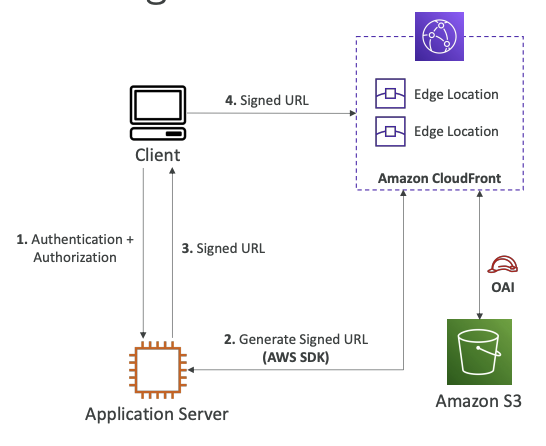 4. Signed URL
Edge Location
Edge Location
Client
Amazon CloudFront
1. Authentication +
Authorization
3. Signed URL
OAI
2. Generate Signed URL
(AWS SDK)
Amazon S3
Application Server